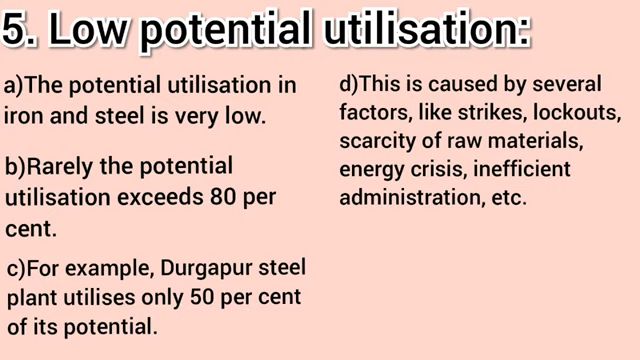 5. Low potential utilisation:
a)The potential utilisation in
iron and steel is very low.
b)Rarely the potential
utilisation exceeds 80 per
cent.
c)For example, Durgapur steel
plant utilises only 50 per cent
of its potential.
d)This is caused by several
factors, like strikes, lockouts,
scarcity of raw materials,
energy crisis, inefficient
administration, etc.